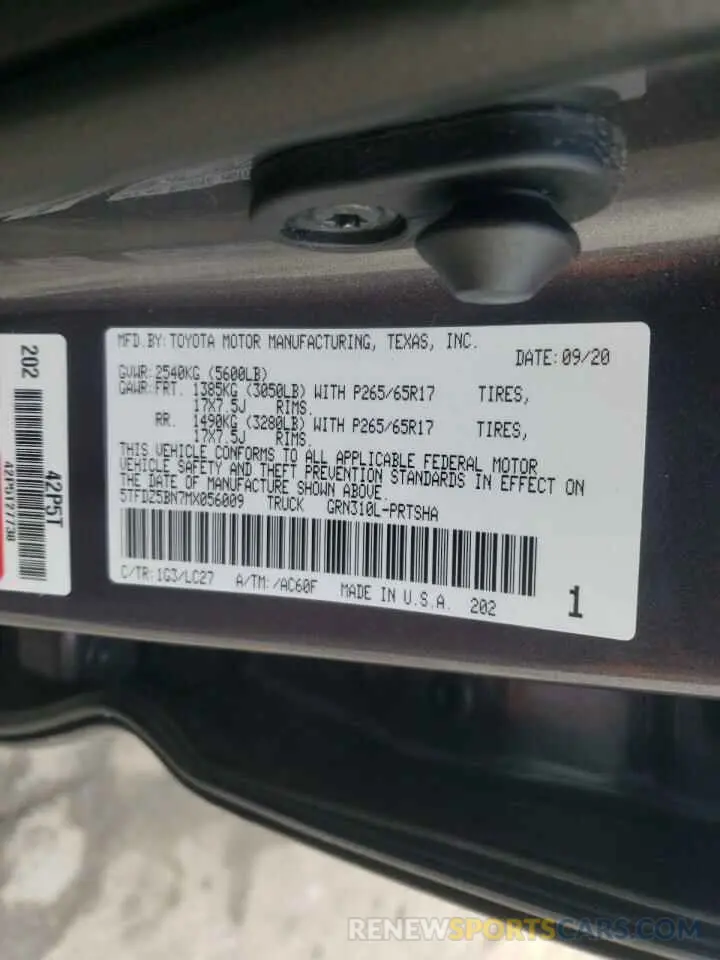 MFD.BY: TOYOTA MOTOR MANUFACTURING, TEXAS, INC.
DATE: 09/20
GVWR: 2540KG (5600LB)
GAWR: FRT. 1385KG (3050LB) WITH P265/65R17 TIRES,
17X7.5J RIMS.
RR. 1490KG (3280LB) WITH P265/65R17 TIRES,
17X7.5J RIMS.
THIS VEHICLE CONFORMS TO ALL APPLICABLE FEDERAL MOTOR
VEHICLE SAFETY AND THEFT PREVENTION STANDARDS IN EFFECT ON
THE DATE OF MANUFACTURE SHOWN ABOVE.
5TFDZ5BN7MX056009 TRUCK GRN310L-PRTSHA
C/TR: 1G3/LC27 A/TM: /AC60F MADE IN U.S.A. 202
1
202
42P5T
42P5T27738
RENEWSPORTSCARS.COM